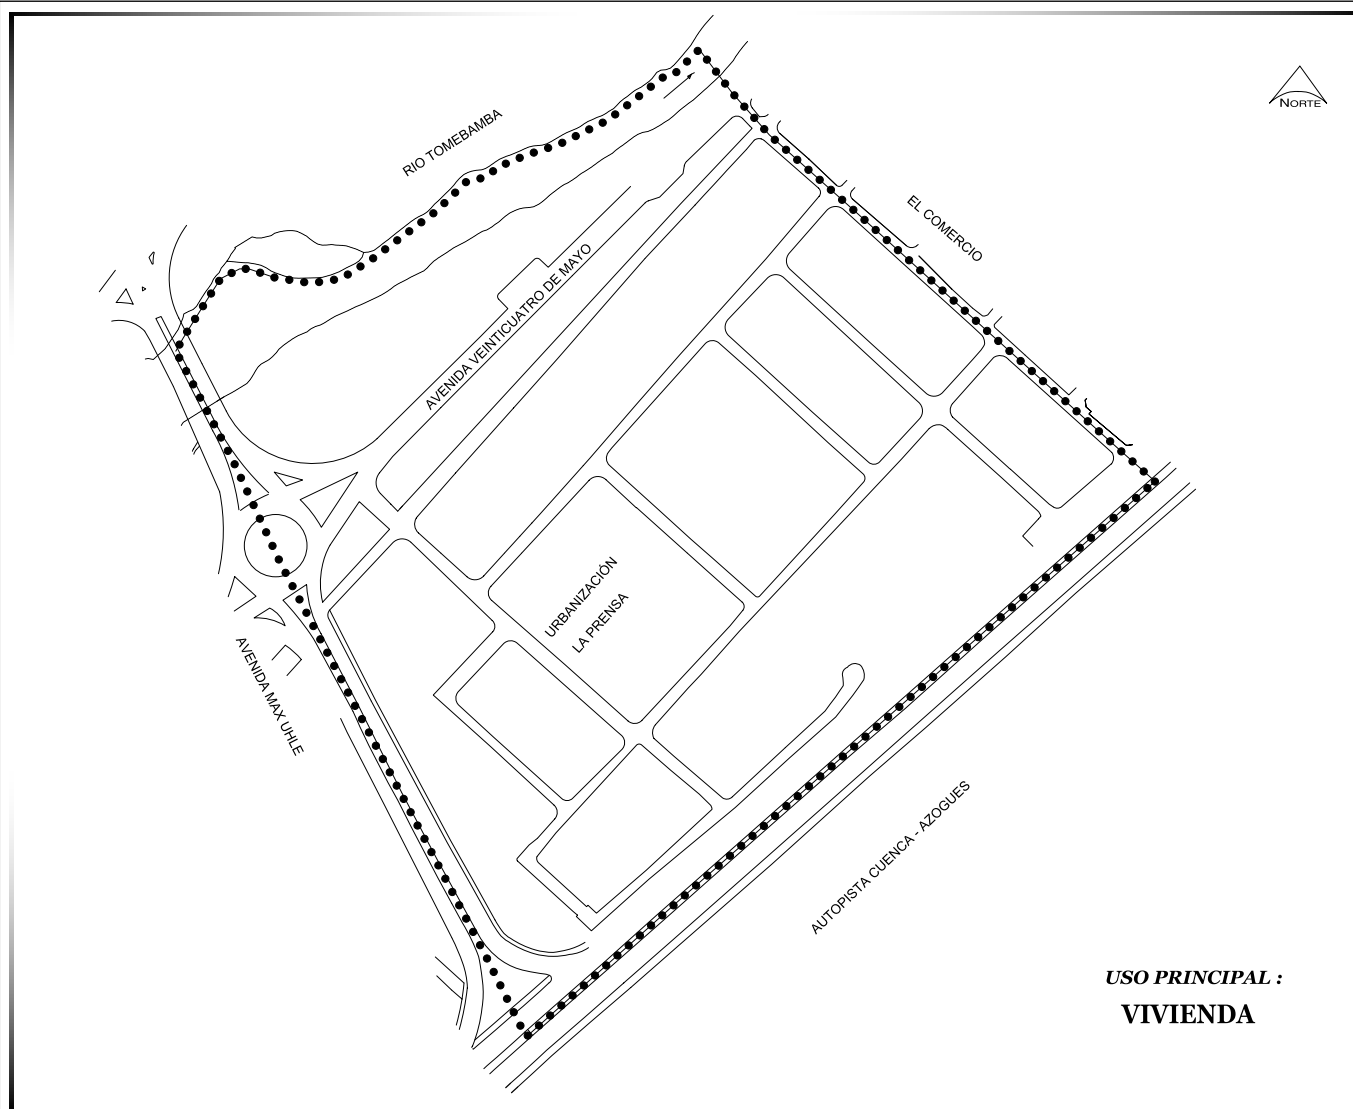 NORTE
RIO TOMEBAMBA
EL COMERCIO
AVENIDA VEINTICUATRO DE MAYO
URBANIZACIÓN
LA PRENSA
AVENIDA MAX UHLE
AUTOPISTA CUENCA - AZOGUES
USO PRINCIPAL :
VIVIENDA